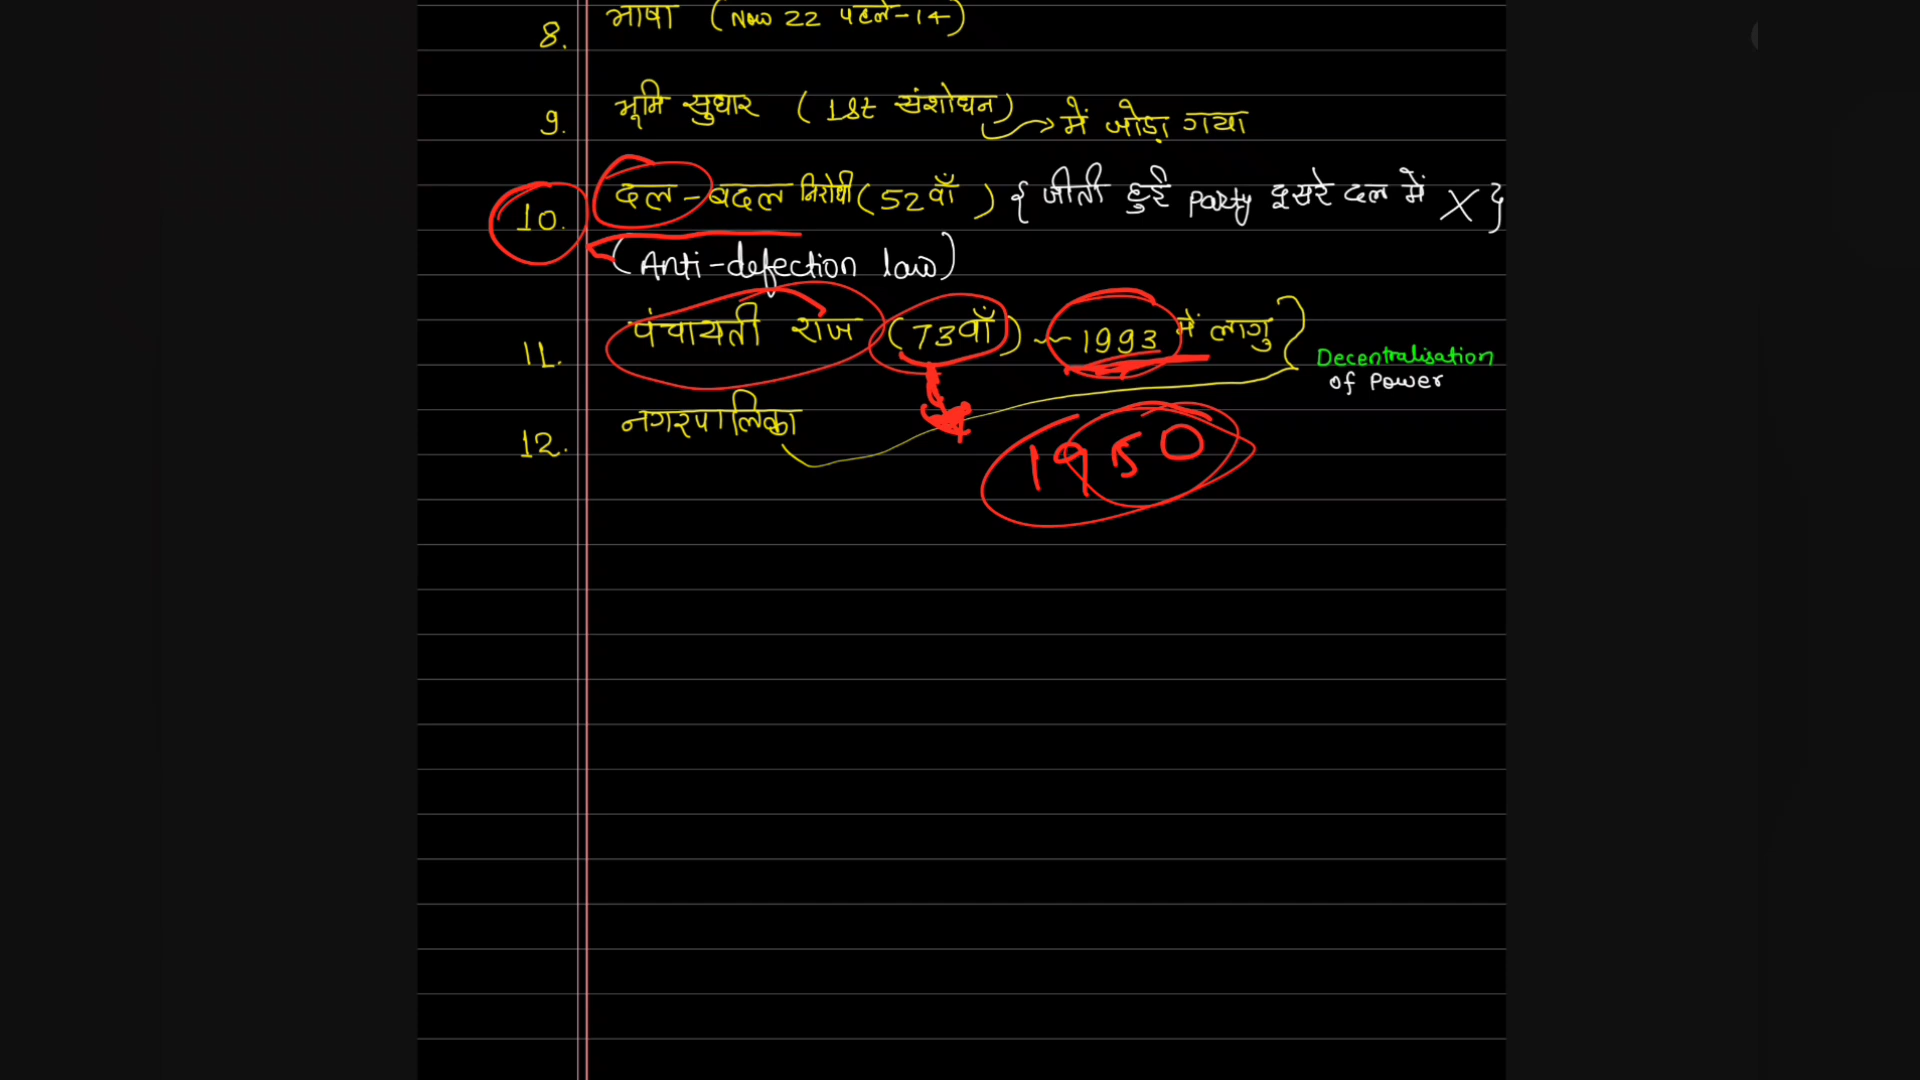 8. भाषा (Now 22 पहले-14)
9. भूमि सुधार (1st संशोधन) में जोड़ा गया
10. दल-बदल विरोधी (52वाँ) { जीती हुई party दूसरे दल में X }
(Anti-defection law)
11. पंचायती राज (73वाँ) - 1993 में लागु
Decentralisation
of Power
12. नगरपालिका
1950